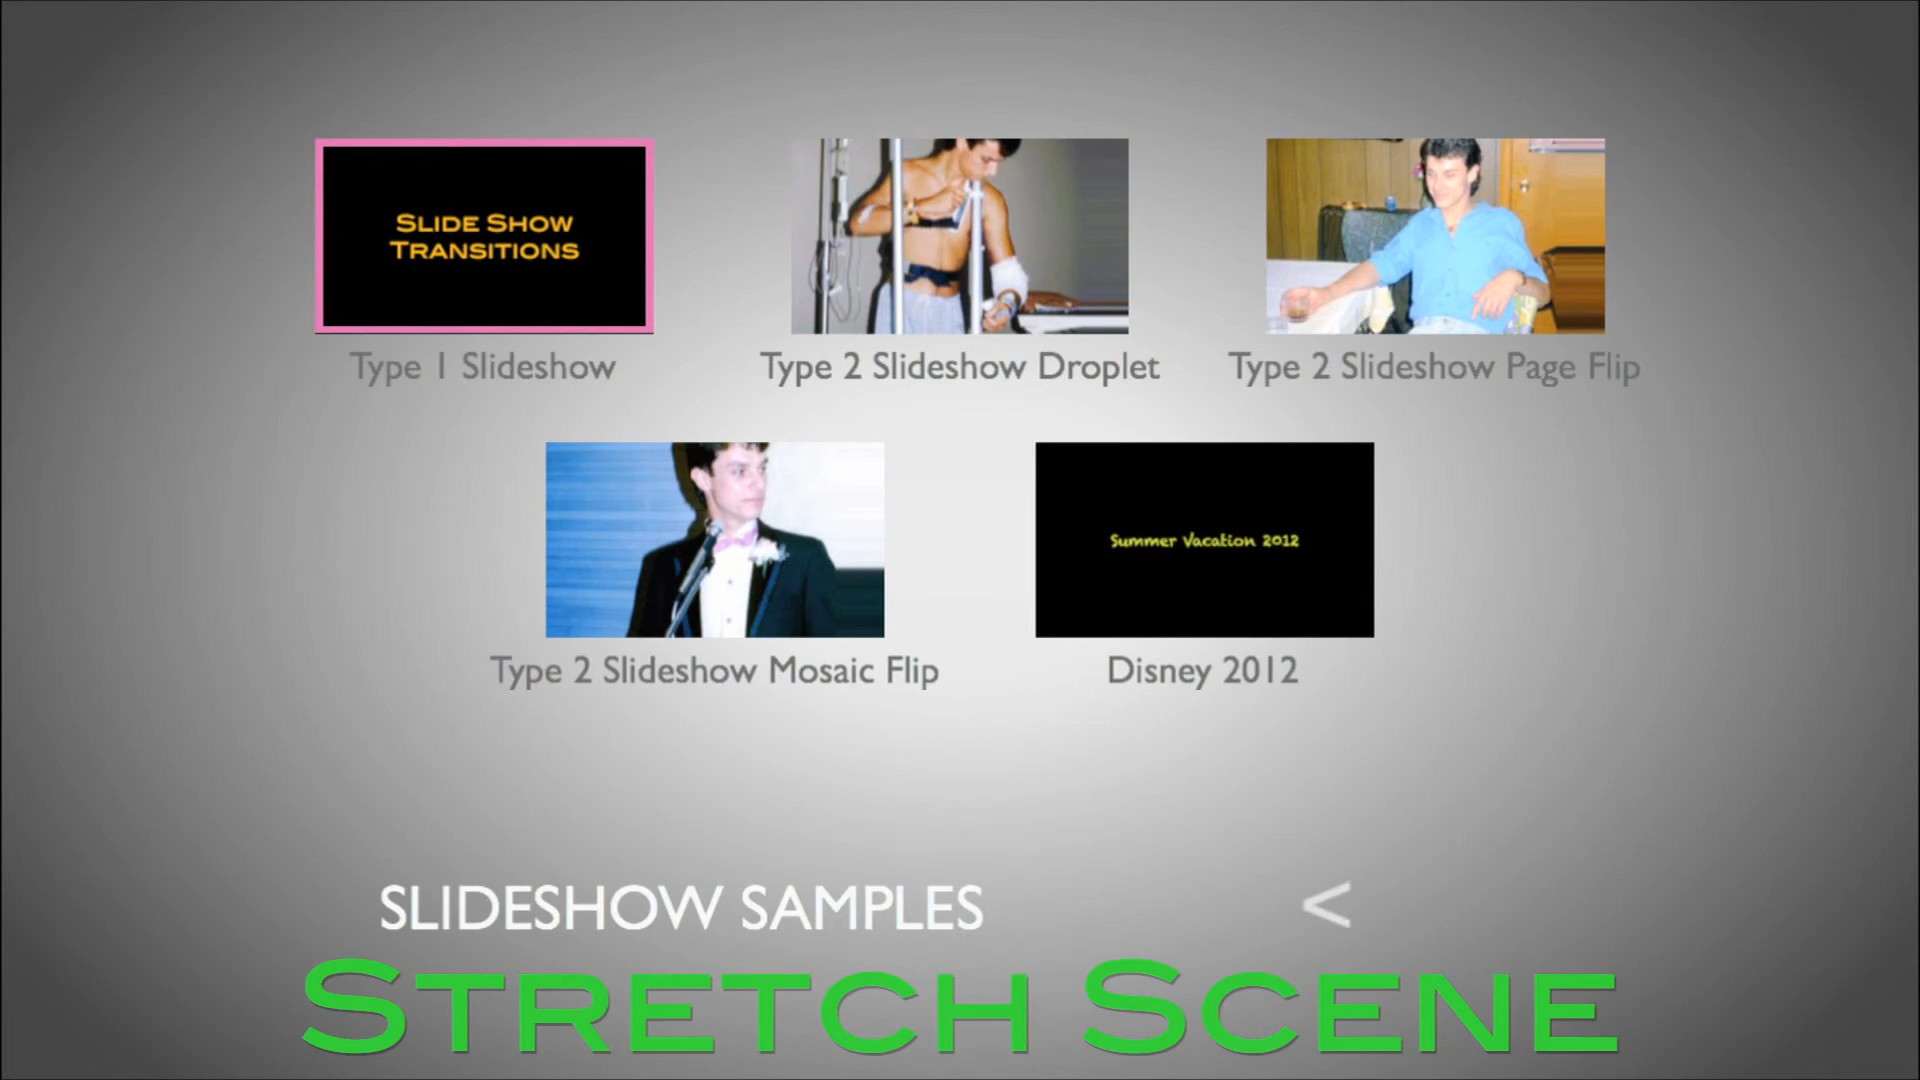 SLIDE SHOW
TRANSITIONS
Type 1 Slideshow
Type 2 Slideshow Droplet
Type 2 Slideshow Page Flip
Summer Vacation 2012
Type 2 Slideshow Mosaic Flip
Disney 2012
SLIDESHOW SAMPLES
<
STRETCH SCENE